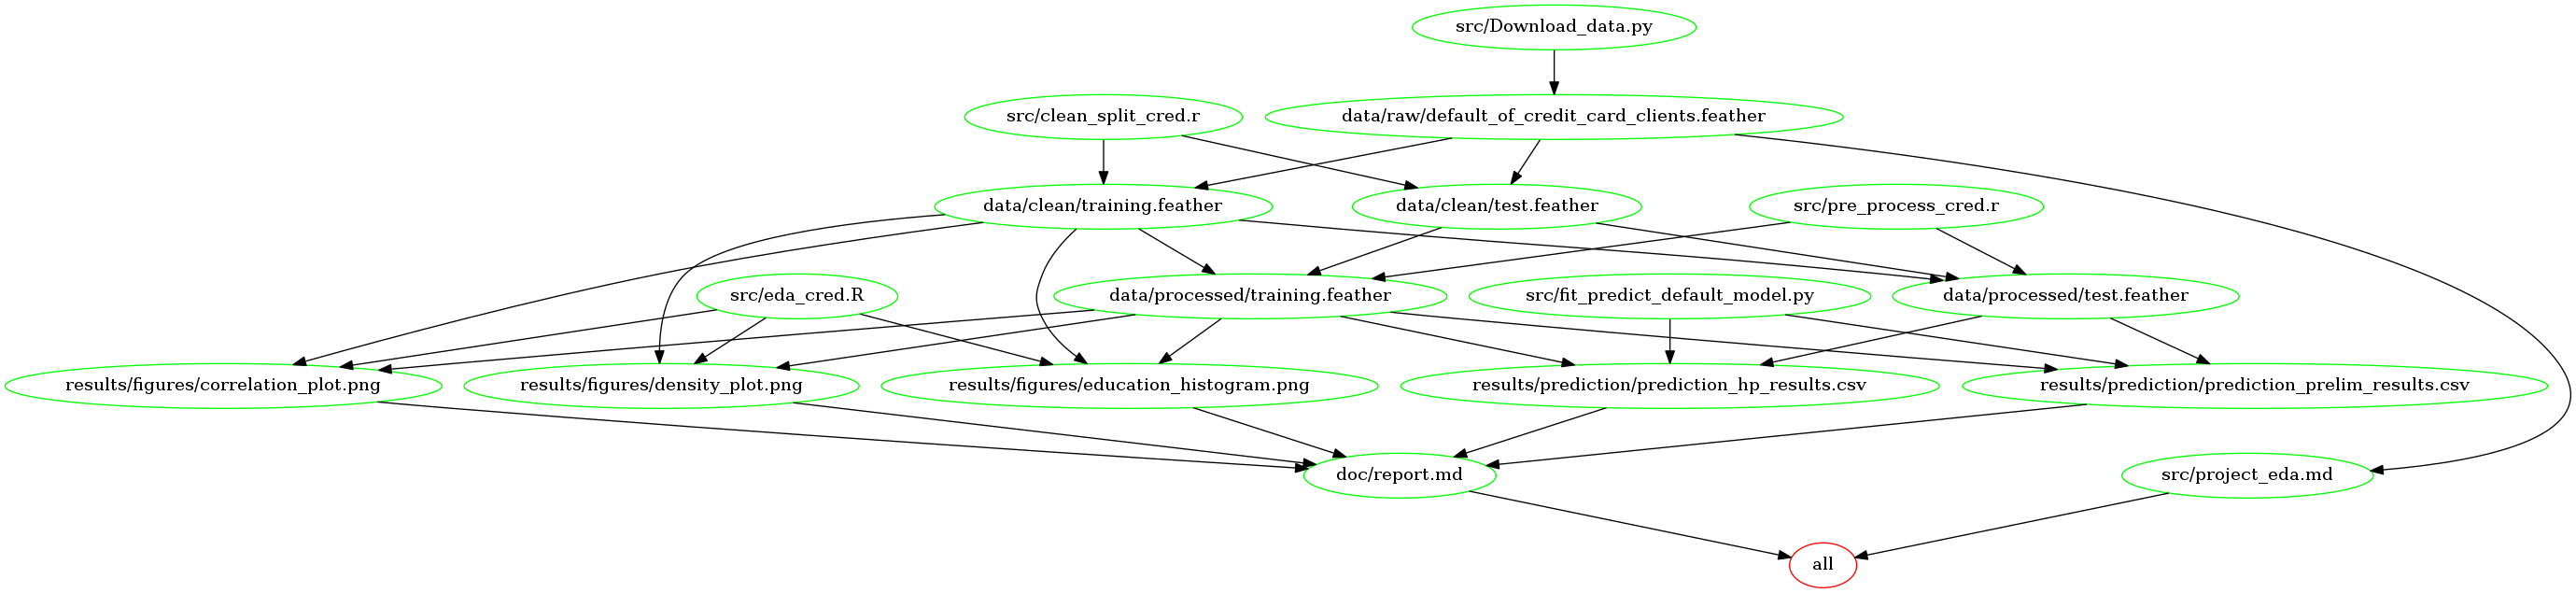 src/Download_data.py
src/clean_split_cred.r
data/raw/default_of_credit_card_clients.feather
data/clean/training.feather
data/clean/test.feather
src/pre_process_cred.r
src/eda_cred.R
data/processed/training.feather
src/fit_predict_default_model.py
data/processed/test.feather
results/figures/correlation_plot.png
results/figures/density_plot.png
results/figures/education_histogram.png
results/prediction/prediction_hp_results.csv
results/prediction/prediction_prelim_results.csv
doc/report.md
src/project_eda.md
all